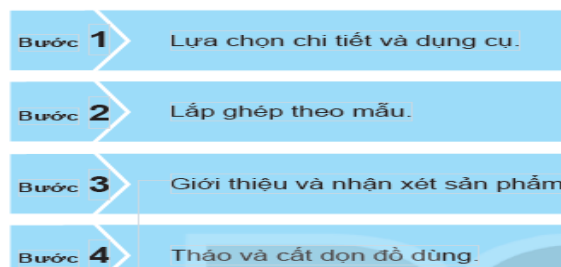 Bước 1 Lựa chọn chi tiết và dụng cụ.
Bước 2 Lắp ghép theo mẫu.
Bước 3 Giới thiệu và nhận xét sản phẩm
Bước 4 Tháo và cất dọn đồ dùng.